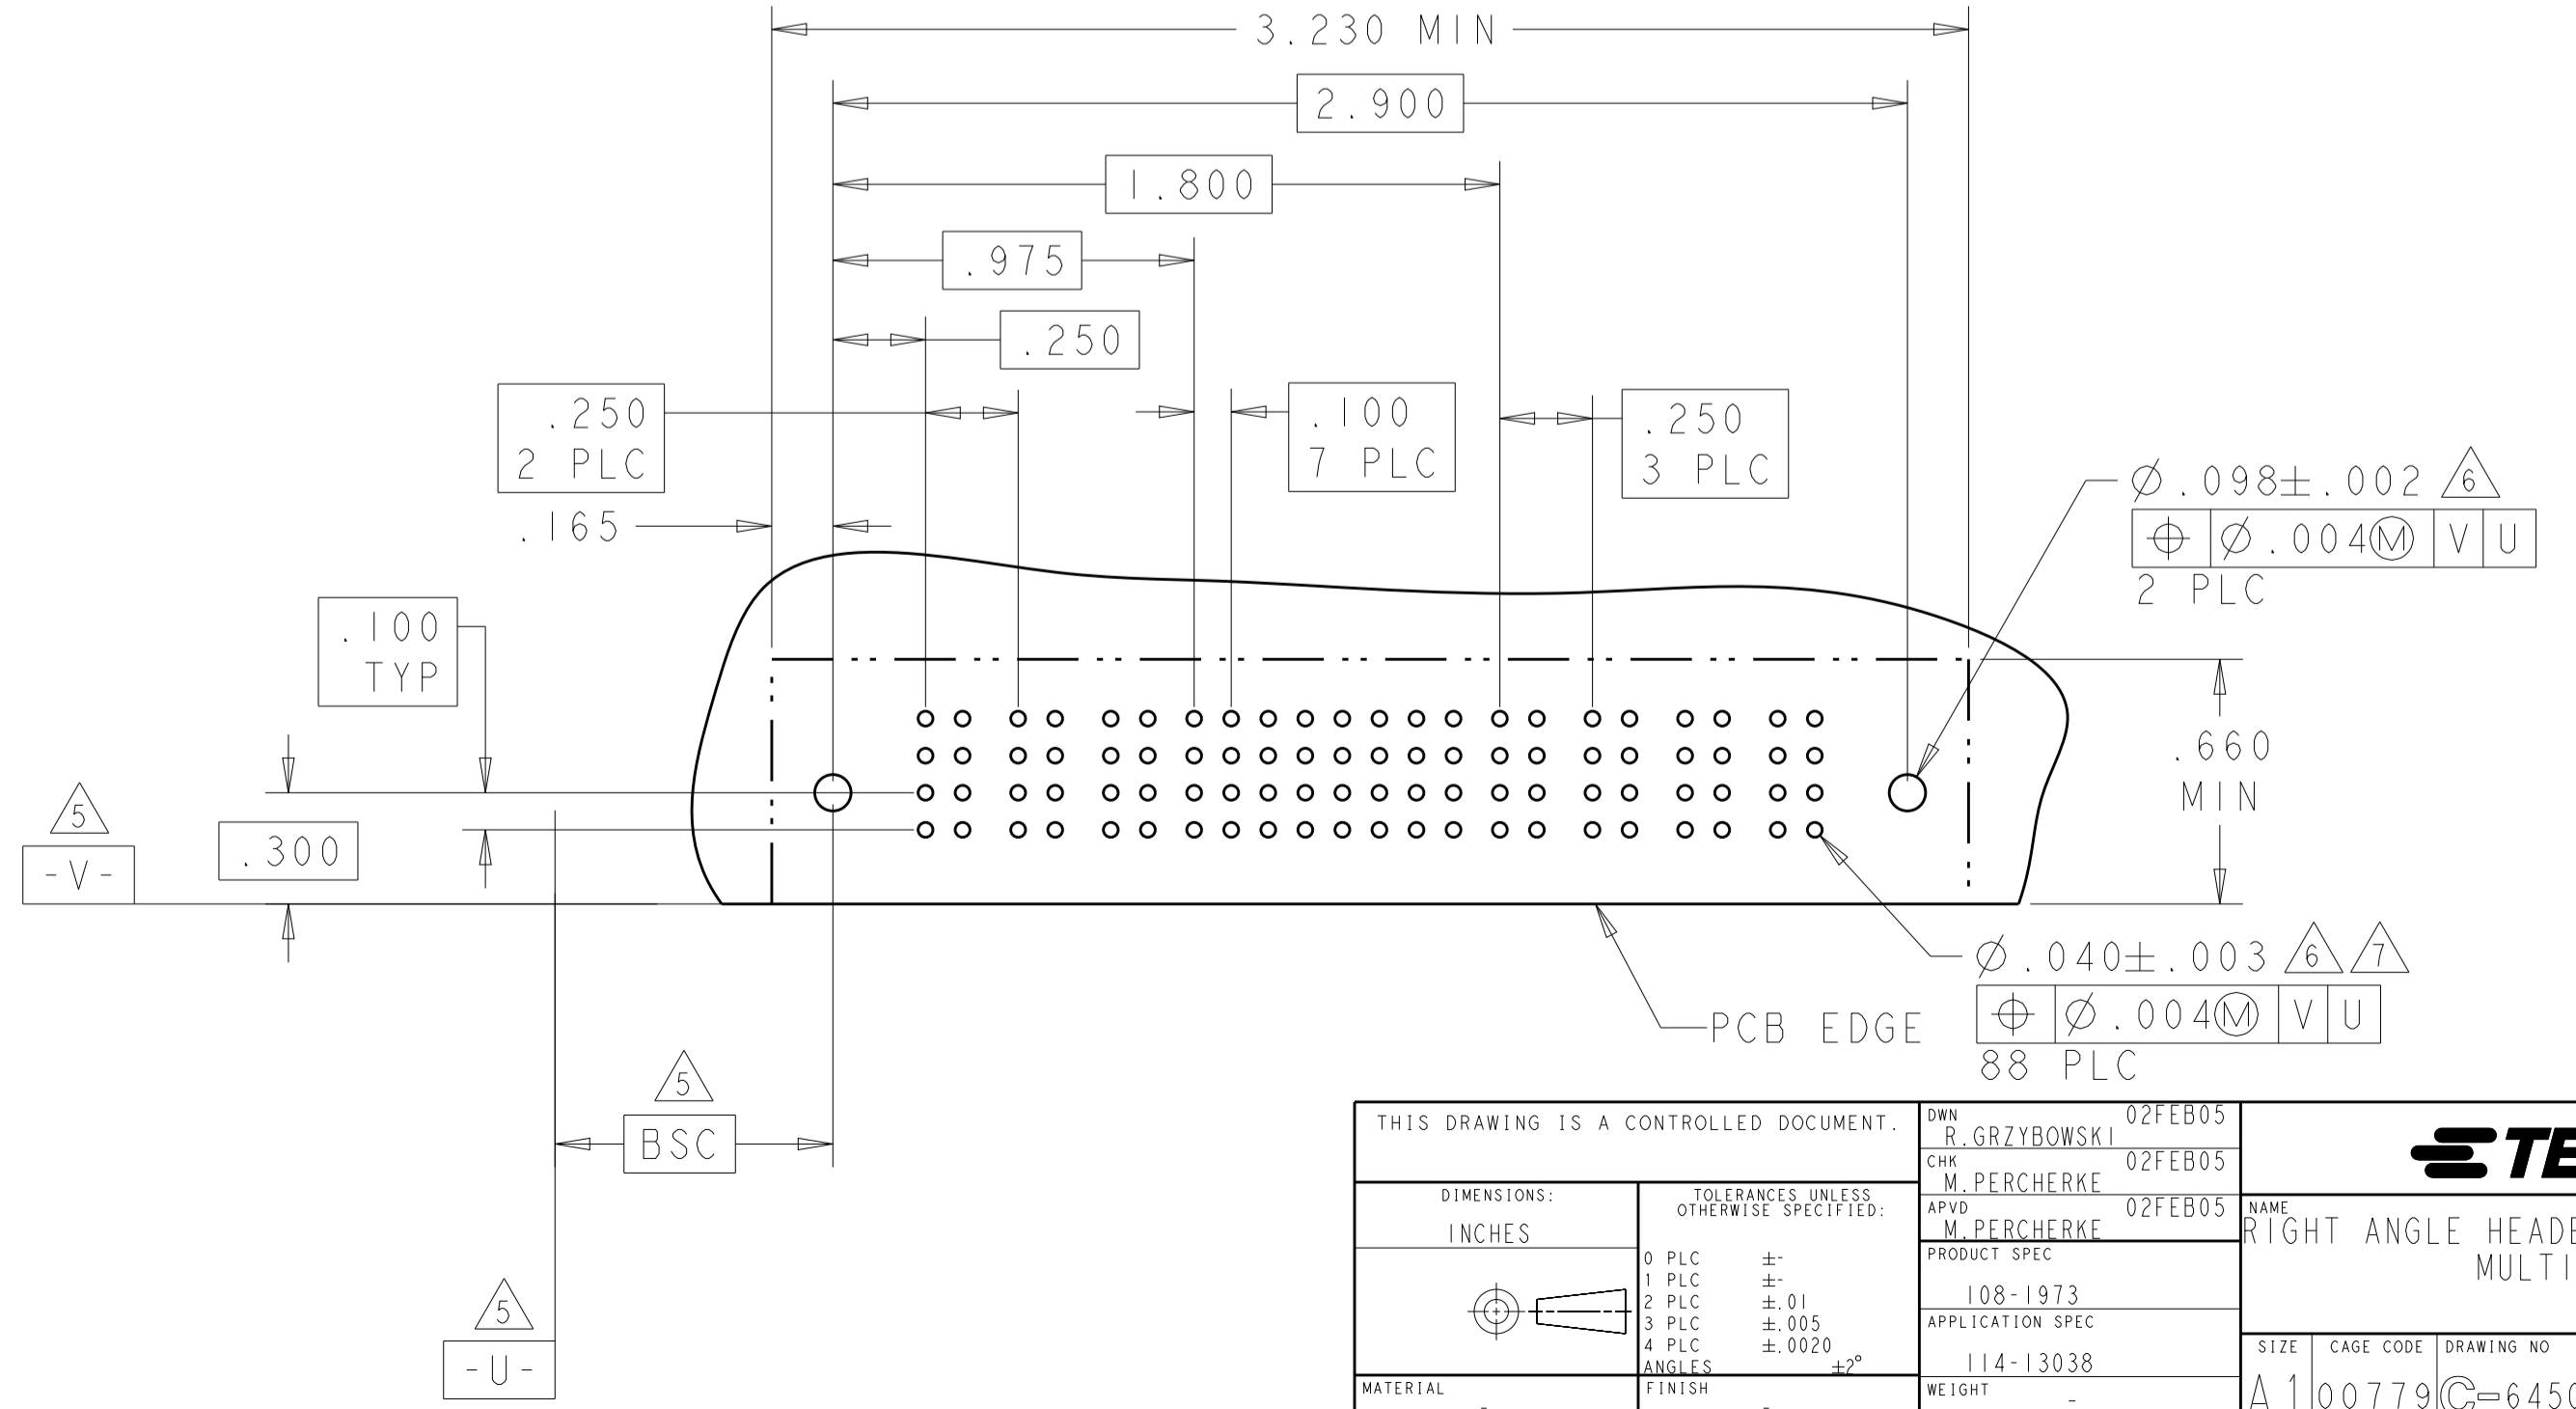 3.230 MIN
2.900
1.800
.975
.250
.250
2 PLC
.100
7 PLC
.250
3 PLC
.165
⌀.098±.002 6
⌖ ⌀.004Ⓜ V U
2 PLC
.100
TYP
.660
MIN
5
-V-
.300
⌀.040±.003 6 7
⌖ ⌀.004Ⓜ V U
88 PLC
PCB EDGE
5
BSC
5
-U-
THIS DRAWING IS A CONTROLLED DOCUMENT.
DIMENSIONS:
INCHES
TOLERANCES UNLESS
OTHERWISE SPECIFIED:
0 PLC ±-
1 PLC ±-
2 PLC ±.01
3 PLC ±.005
4 PLC ±.0020
ANGLES ±2°
MATERIAL
-
FINISH
-
DWN 02FEB05
R.GRZYBOWSKI
CHK 02FEB05
M.PERCHERKE
APVD 02FEB05
M.PERCHERKE
PRODUCT SPEC
108-1973
APPLICATION SPEC
114-13038
WEIGHT
-
TE
NAME
RIGHT ANGLE HEADE
MULTI
SIZE CAGE CODE DRAWING NO
A1 00779 C-6450